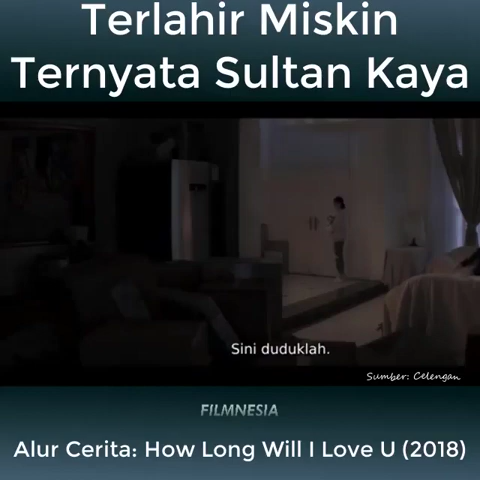 Terlahir Miskin
Ternyata Sultan Kaya
Sini duduklah.
Sumber: Celengan
FILMNESIA
Alur Cerita: How Long Will I Love U (2018)